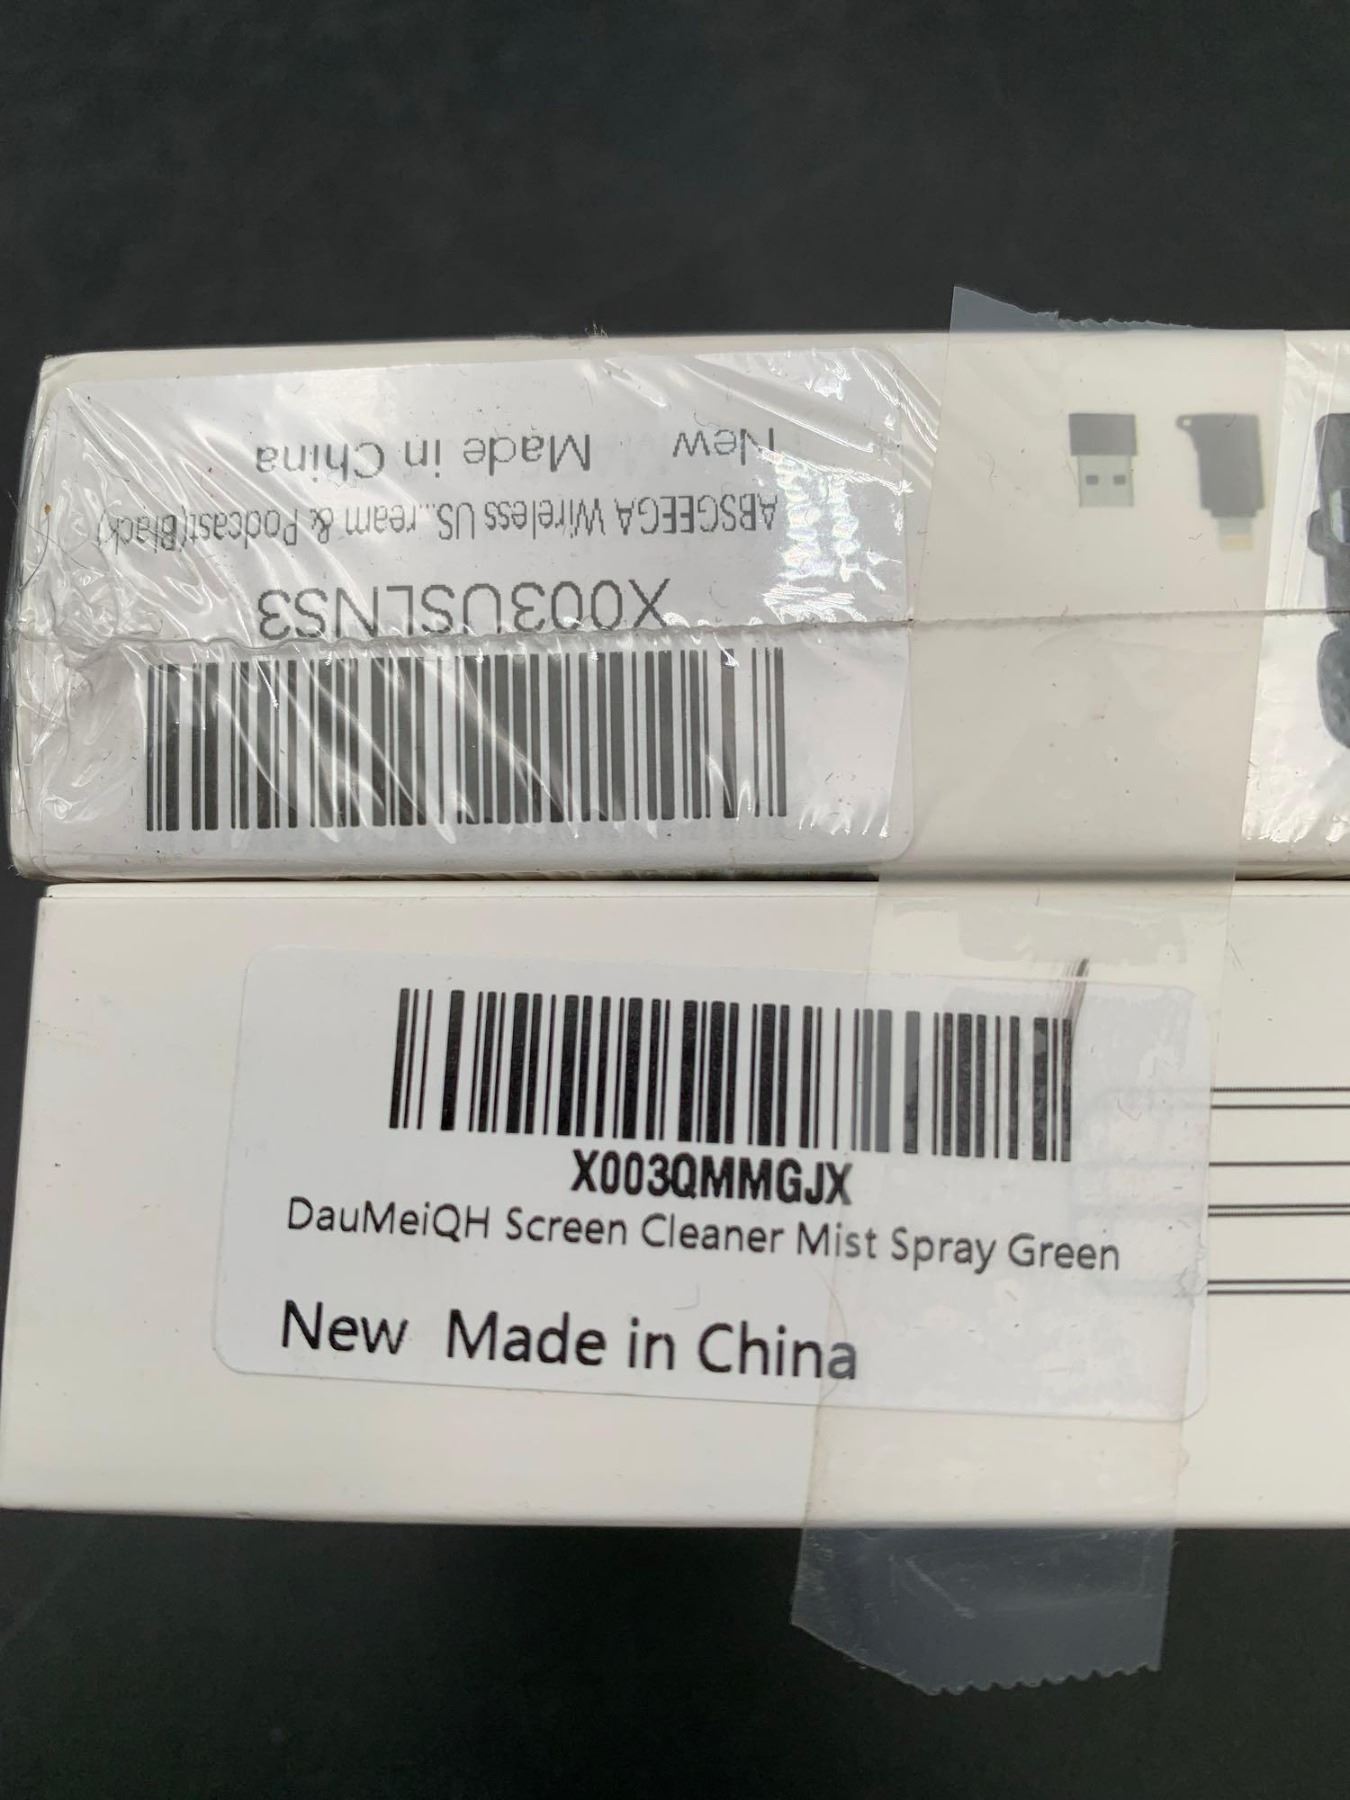 X003USLNS3
ABSGEEGA Wireless US...ream & Podcast(Black)
New Made in China
X003QMMGJX
DauMeiQH Screen Cleaner Mist Spray Green
New Made in China